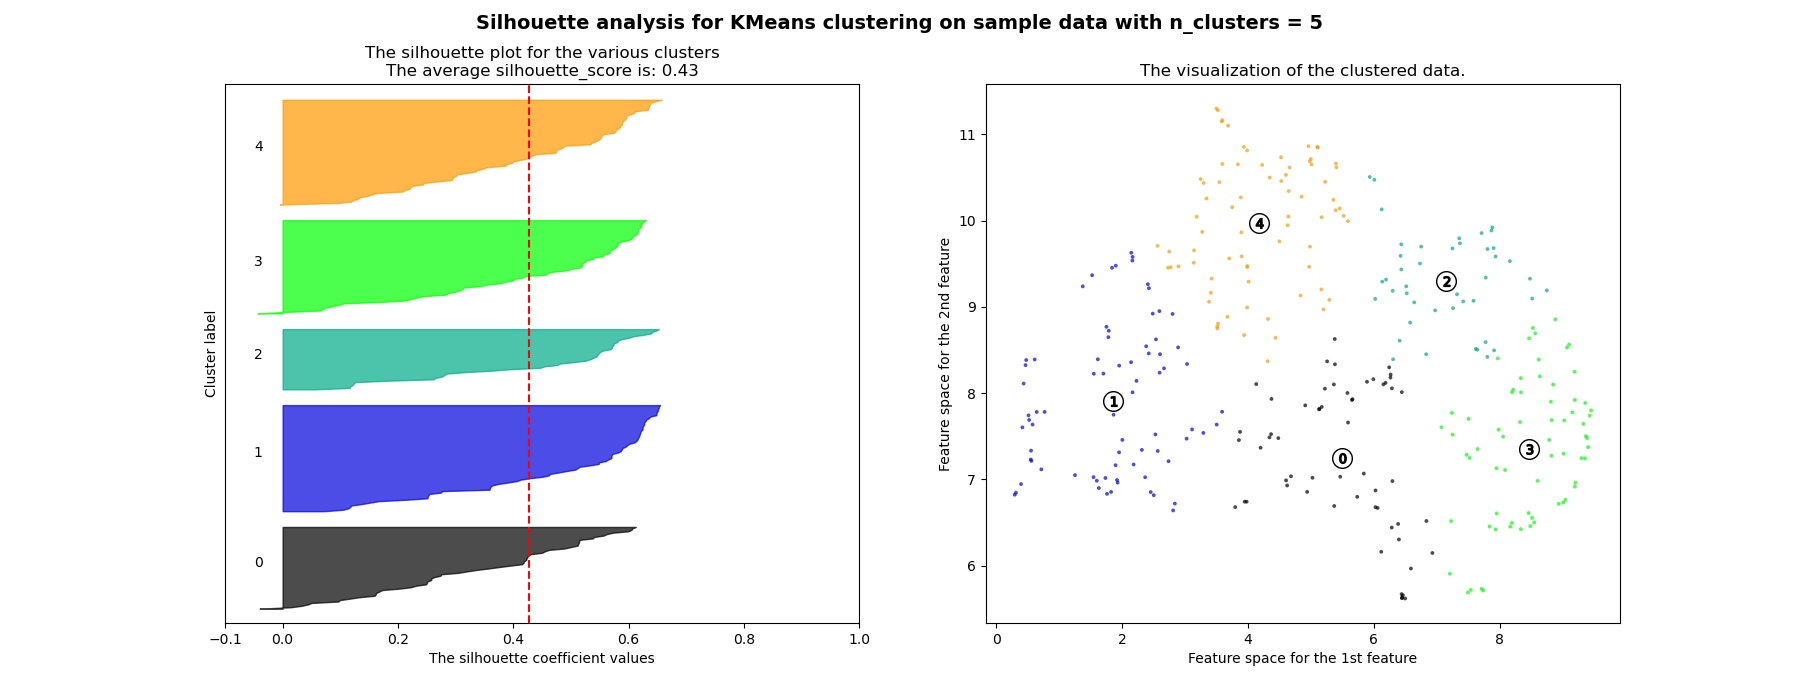 Silhouette analysis for KMeans clustering on sample data with n_clusters = 5
The silhouette plot for the various clusters
The average silhouette_score is: 0.43
4
3
2
1
0
Cluster label
−0.1 0.0 0.2 0.4 0.6 0.8 1.0
The silhouette coefficient values
The visualization of the clustered data.
11
10
9
8
7
6
Feature space for the 2nd feature
4
2
1
3
0
0 2 4 6 8
Feature space for the 1st feature